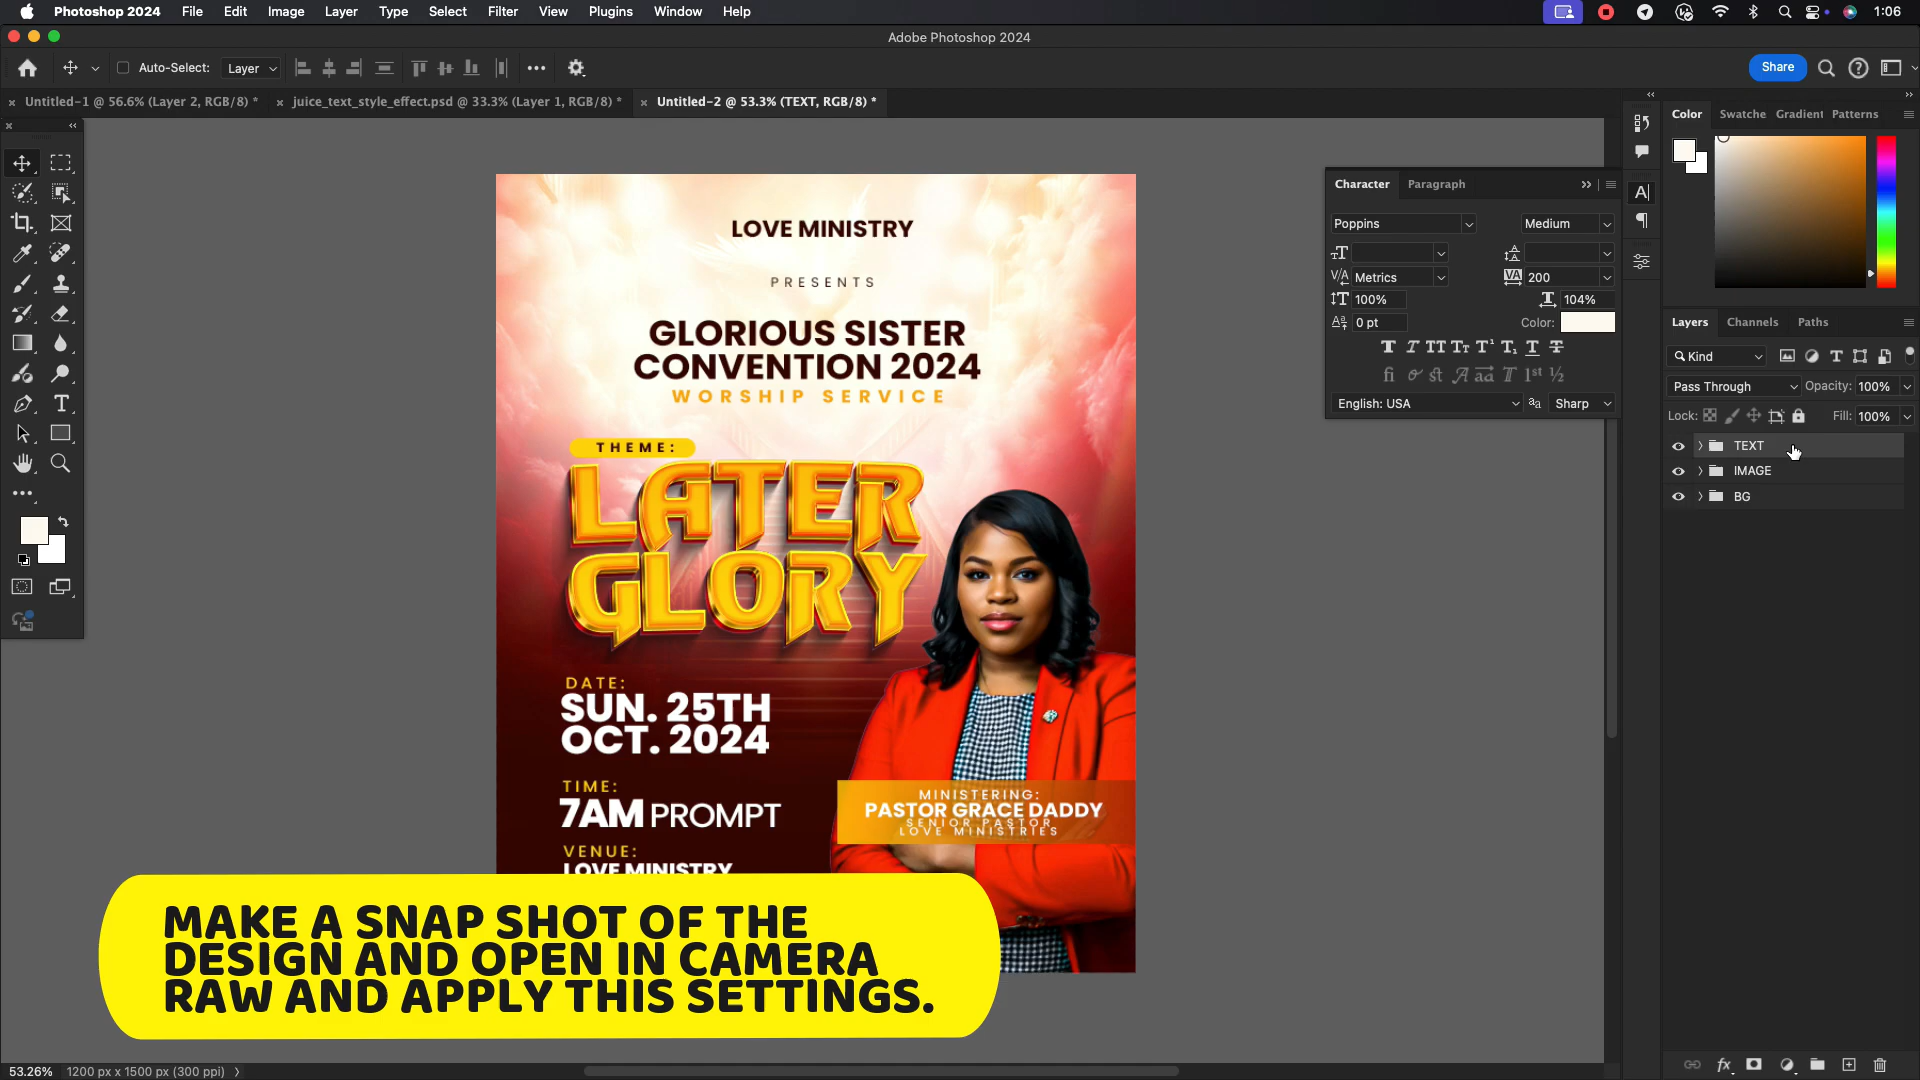 Photoshop 2024 File Edit Image Layer Type Select Filter View Plugins Window Help 1:06
Adobe Photoshop 2024
Auto-Select: Layer Share
Untitled-1 @ 56.6% (Layer 2, RGB/8) * juice_text_style_effect.psd @ 33.3% (Layer 1, RGB/8) * Untitled-2 @ 53.3% (TEXT, RGB/8) *
Color Swatche Gradient Patterns
Character Paragraph
Poppins Medium
Metrics 200
100% 104%
0 pt Color:
English: USA Sharp
Layers Channels Paths
Kind
Pass Through Opacity: 100%
Lock: Fill: 100%
TEXT
IMAGE
BG
LOVE MINISTRY
PRESENTS
GLORIOUS SISTER
CONVENTION 2024
WORSHIP SERVICE
THEME:
LATER
GLORY
DATE:
SUN. 25TH
OCT. 2024
TIME:
7AM PROMPT
VENUE:
LOVE MINISTRY
MINISTERING:
PASTOR GRACE DADDY
SENIOR PASTOR
LOVE MINISTRIES
MAKE A SNAP SHOT OF THE
DESIGN AND OPEN IN CAMERA
RAW AND APPLY THIS SETTINGS.
53.26% 1200 px x 1500 px (300 ppi)